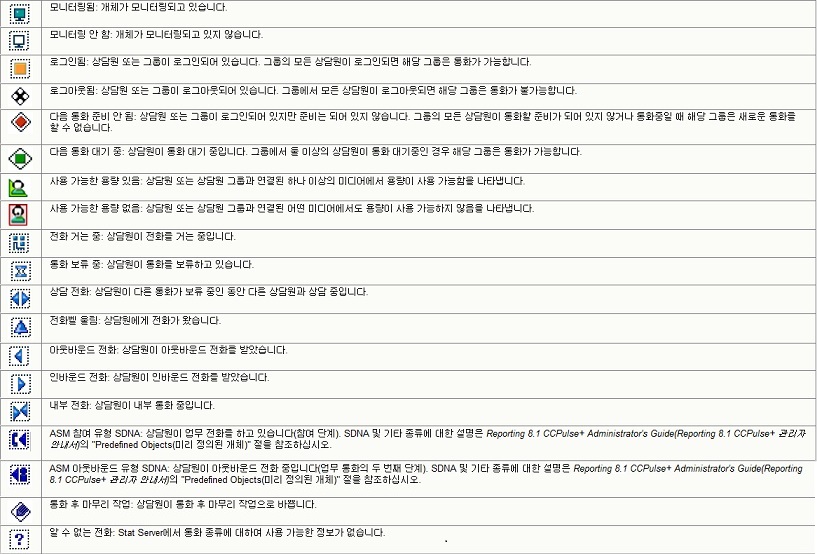 모니터링됨: 개체가 모니터링되고 있습니다.
모니터링 안 함: 개체가 모니터링되고 있지 않습니다.
로그인됨: 상담원 또는 그룹이 로그인되어 있습니다. 그룹의 모든 상담원이 로그인되면 해당 그룹은 통화가 가능합니다.
로그아웃됨: 상담원 또는 그룹이 로그아웃되어 있습니다. 그룹에서 모든 상담원이 로그아웃되면 해당 그룹은 통화가 불가능합니다.
다음 통화 준비 안 됨: 상담원 또는 그룹이 로그인되어 있지만 준비는 되어 있지 않습니다. 그룹의 모든 상담원이 통화할 준비가 되어 있지 않거나 통화중일 때 해당 그룹은 새로운 통화를
할 수 없습니다.
다음 통화 대기 중: 상담원이 통화 대기 중입니다. 그룹에서 둘 이상의 상담원이 통화 대기중인 경우 해당 그룹은 통화가 가능합니다.
사용 가능한 용량 있음: 상담원 또는 상담원 그룹과 연결된 하나 이상의 미디어에서 용량이 사용 가능함을 나타냅니다.
사용 가능한 용량 없음: 상담원 또는 상담원 그룹과 연결된 어떤 미디어에서도 용량이 사용 가능하지 않음을 나타냅니다.
전화 거는 중: 상담원이 전화를 거는 중입니다.
통화 보류 중: 상담원이 통화를 보류하고 있습니다.
상담 전화: 상담원이 다른 통화가 보류 중인 동안 다른 상담원과 상담 중입니다.
전화벨 울림: 상담원에게 전화가 왔습니다.
아웃바운드 전화: 상담원이 아웃바운드 전화를 받았습니다.
인바운드 전화: 상담원이 인바운드 전화를 받았습니다.
내부 전화: 상담원이 내부 통화 중입니다.
ASM 참여 유형 SDNA: 상담원이 업무 전화를 하고 있습니다(참여 단계). SDNA 및 기타 종류에 대한 설명은 Reporting 8.1 CCPulse+ Administrator's Guide(Reporting 8.1 CCPulse+ 관리자
안내서)의 "Predefined Objects(미리 정의된 개체)" 절을 참조하십시오.
ASM 아웃바운드 유형 SDNA: 상담원이 아웃바운드 전화 중입니다(업무 통화의 두 번째 단계). SDNA 및 기타 종류에 대한 설명은 Reporting 8.1 CCPulse+ Administrator's Guide(Reporting
8.1 CCPulse+ 관리자 안내서)의 "Predefined Objects(미리 정의된 개체)" 절을 참조하십시오.
통화 후 마무리 작업: 상담원이 통화 후 마무리 작업으로 바쁩니다.
알 수 없는 전화: Stat Server에서 통화 종류에 대하여 사용 가능한 정보가 없습니다.